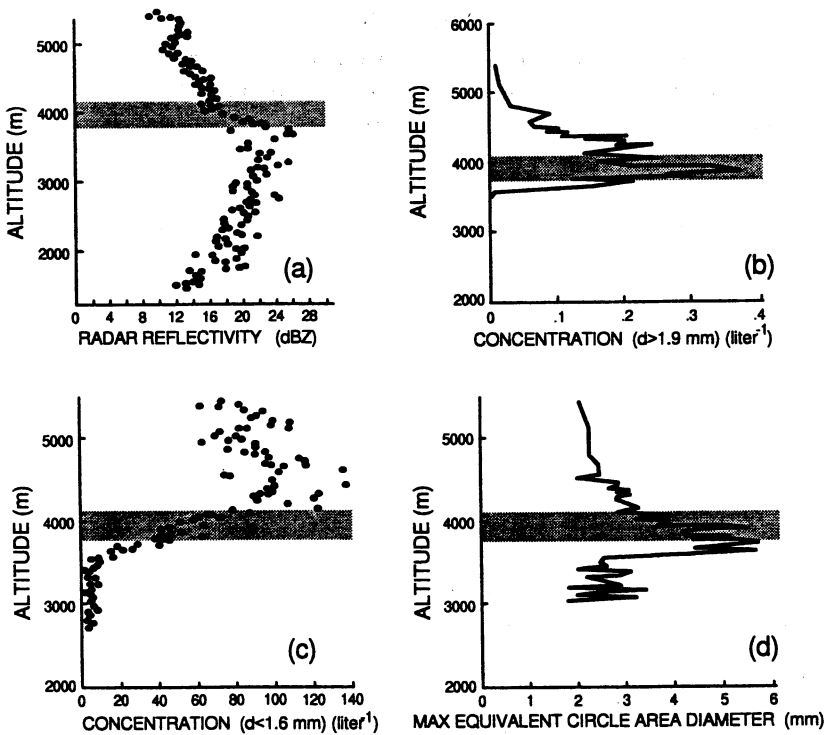 5000
4000
3000
2000
ALTITUDE (m)
(a)
0 4 8 12 16 20 24 28
RADAR REFLECTIVITY (dBZ)
6000
5000
4000
3000
2000
ALTITUDE (m)
(b)
0 .1 .2 .3 .4
CONCENTRATION (d>1.9 mm) (liter-1)
5000
4000
3000
2000
ALTITUDE (m)
(c)
0 20 40 60 80 100 120 140
CONCENTRATION (d<1.6 mm) (liter1)
5000
4000
3000
2000
ALTITUDE (m)
(d)
0 1 2 3 4 5 6
MAX EQUIVALENT CIRCLE AREA DIAMETER (mm)